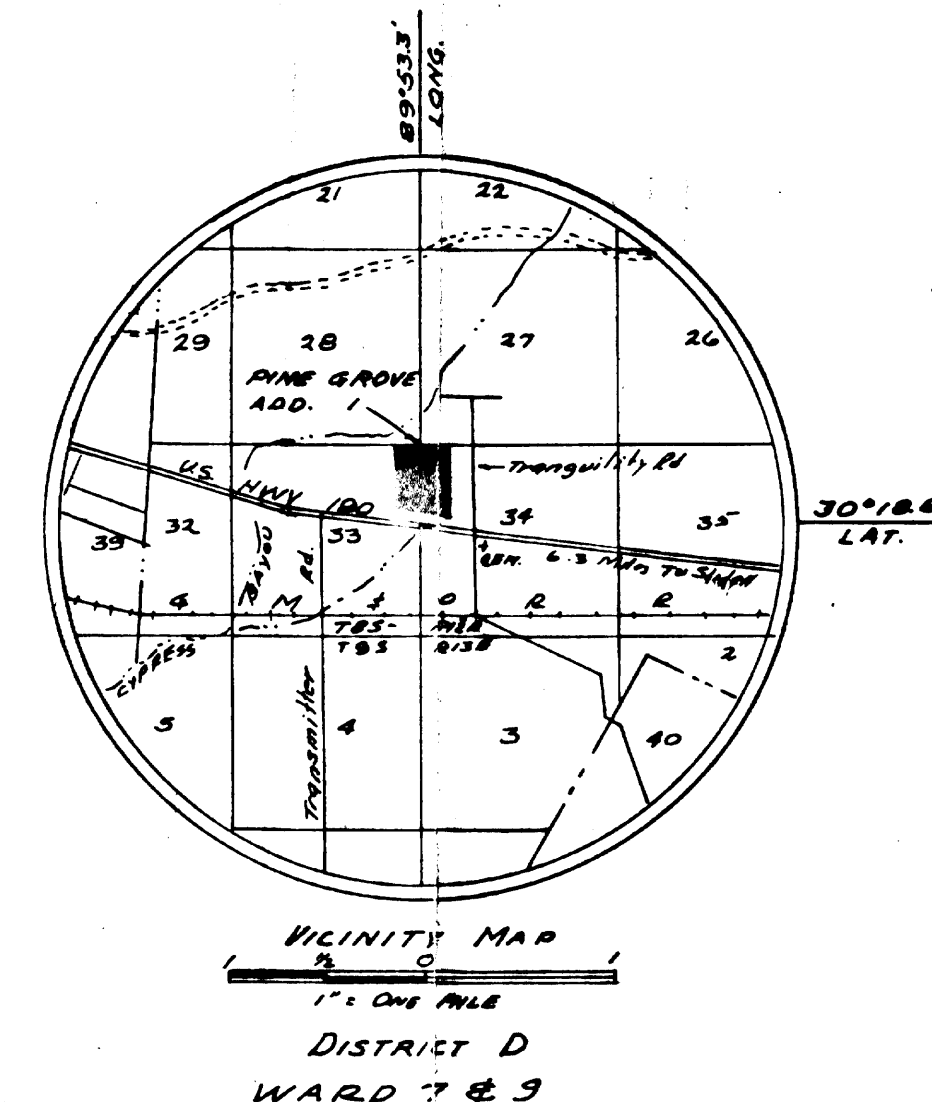 89°53.3'
LONG.
21
22
29
28
27
26
PINE GROVE
ADD. 1
US HWY 190
Tranquility Rd
32
33
34
35
39
30°18.
LAT.
BAYOU
Rd.
CEM.
6.3 Miles To Slidell
G M & O R R
T8S-
T9S
R13E
CYPRESS
2
5
4
3
40
Transmitter
VICINITY MAP
1 1/2 0 1
1" = ONE MILE
DISTRICT D
WARD 7 & 9